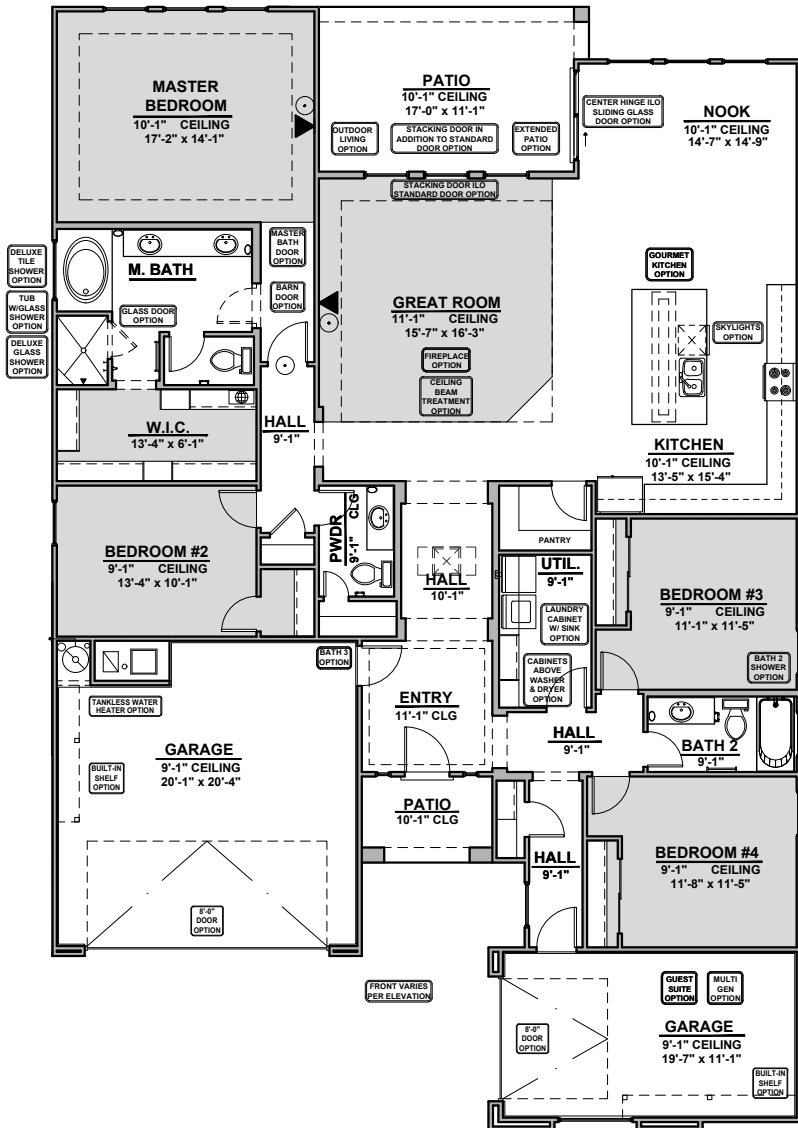 MASTER
BEDROOM
10'-1" CEILING
17'-2" x 14'-1"
PATIO
10'-1" CEILING
17'-0" x 11'-1"
OUTDOOR
LIVING
OPTION
STACKING DOOR IN
ADDITION TO STANDARD
DOOR OPTION
EXTENDED
PATIO
OPTION
CENTER HINGE ILO
SLIDING GLASS
DOOR OPTION
NOOK
10'-1" CEILING
14'-7" x 14'-9"
STACKING DOOR ILO
STANDARD DOOR OPTION
DELUXE
TILE
SHOWER
OPTION
TUB
W/GLASS
SHOWER
OPTION
DELUXE
GLASS
SHOWER
OPTION
M. BATH
GLASS DOOR
OPTION
MASTER
BATH
DOOR
OPTION
BARN
DOOR
OPTION
GREAT ROOM
11'-1" CEILING
15'-7" x 16'-3"
FIREPLACE
OPTION
CEILING
BEAM
TREATMENT
OPTION
GOURMET
KITCHEN
OPTION
SKYLIGHTS
OPTION
KITCHEN
10'-1" CEILING
13'-5" x 15'-4"
W.I.C.
13'-4" x 6'-1"
HALL
9'-1"
BEDROOM #2
9'-1" CEILING
13'-4" x 10'-1"
PWDR
9'-1" CLG
HALL
10'-1"
PANTRY
UTIL.
9'-1"
LAUNDRY
CABINET
W/ SINK
OPTION
CABINETS
ABOVE
WASHER
& DRYER
OPTION
BEDROOM #3
9'-1" CEILING
11'-1" x 11'-5"
BATH 2
SHOWER
OPTION
BATH 3
OPTION
TANKLESS WATER
HEATER OPTION
ENTRY
11'-1" CLG
HALL
9'-1"
BATH 2
9'-1"
GARAGE
9'-1" CEILING
20'-1" x 20'-4"
BUILT-IN
SHELF
OPTION
8'-0"
DOOR
OPTION
PATIO
10'-1" CLG
HALL
9'-1"
BEDROOM #4
9'-1" CEILING
11'-8" x 11'-5"
FRONT VARIES
PER ELEVATION
GUEST
SUITE
OPTION
MULTI
GEN
OPTION
8'-0"
DOOR
OPTION
GARAGE
9'-1" CEILING
19'-7" x 11'-1"
BUILT-IN
SHELF
OPTION